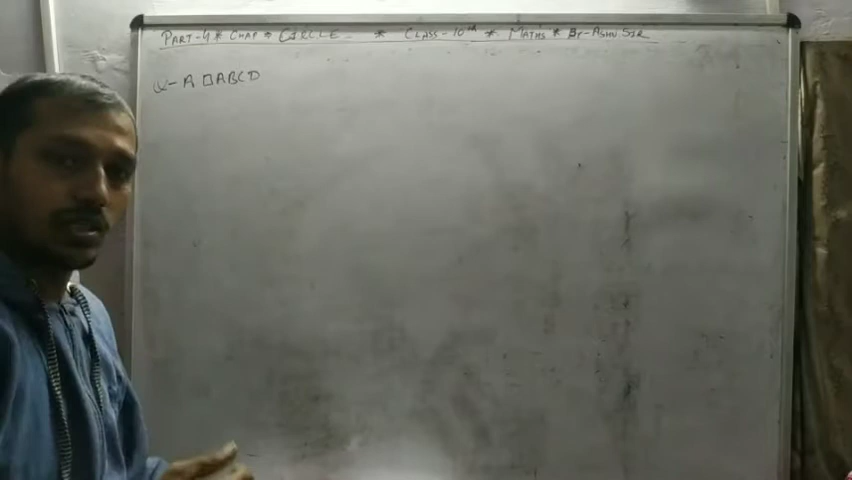 PART-4 * CHAP * CIRCLE * CLASS-10th * MATHS * BY-ASHU SIR
Q- A □ABCD